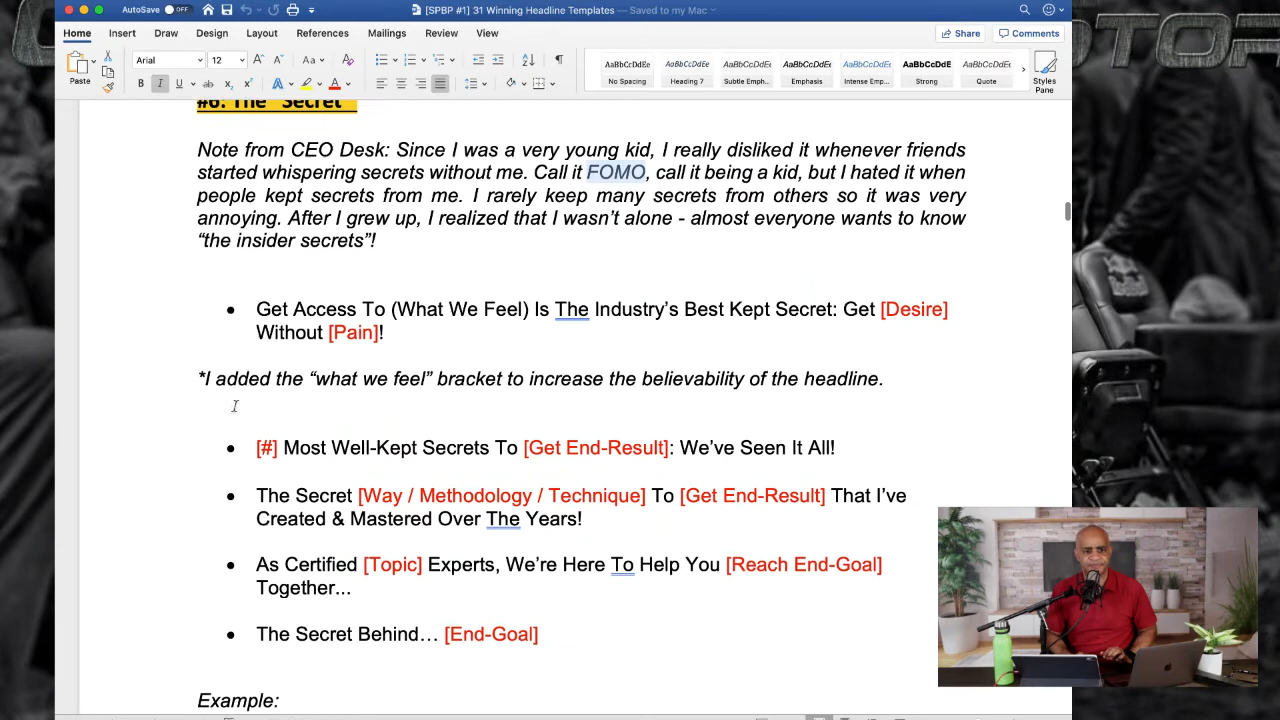 AutoSave OFF
[SPBP #1] 31 Winning Headline Templates — Saved to my Mac
Home Insert Draw Design Layout References Mailings Review View Share Comments
Paste
Arial 12
AaBbCcDdEe AaBbCcDdEe AaBbCcDdEe AaBbCcDdEe AaBbCcDdEe AaBbCcDdEe AaBbCcDdEe
No Spacing Heading 7 Subtle Emph... Emphasis Intense Emp... Strong Quote
Styles
Pane
#6: The "Secret"
Note from CEO Desk: Since I was a very young kid, I really disliked it whenever friends
started whispering secrets without me. Call it FOMO, call it being a kid, but I hated it when
people kept secrets from me. I rarely keep many secrets from others so it was very
annoying. After I grew up, I realized that I wasn’t alone - almost everyone wants to know
“the insider secrets”!
• Get Access To (What We Feel) Is The Industry’s Best Kept Secret: Get [Desire]
Without [Pain]!
*I added the “what we feel” bracket to increase the believability of the headline.
• [#] Most Well-Kept Secrets To [Get End-Result]: We’ve Seen It All!
• The Secret [Way / Methodology / Technique] To [Get End-Result] That I’ve
Created & Mastered Over The Years!
• As Certified [Topic] Experts, We’re Here To Help You [Reach End-Goal]
Together...
• The Secret Behind… [End-Goal]
Example: